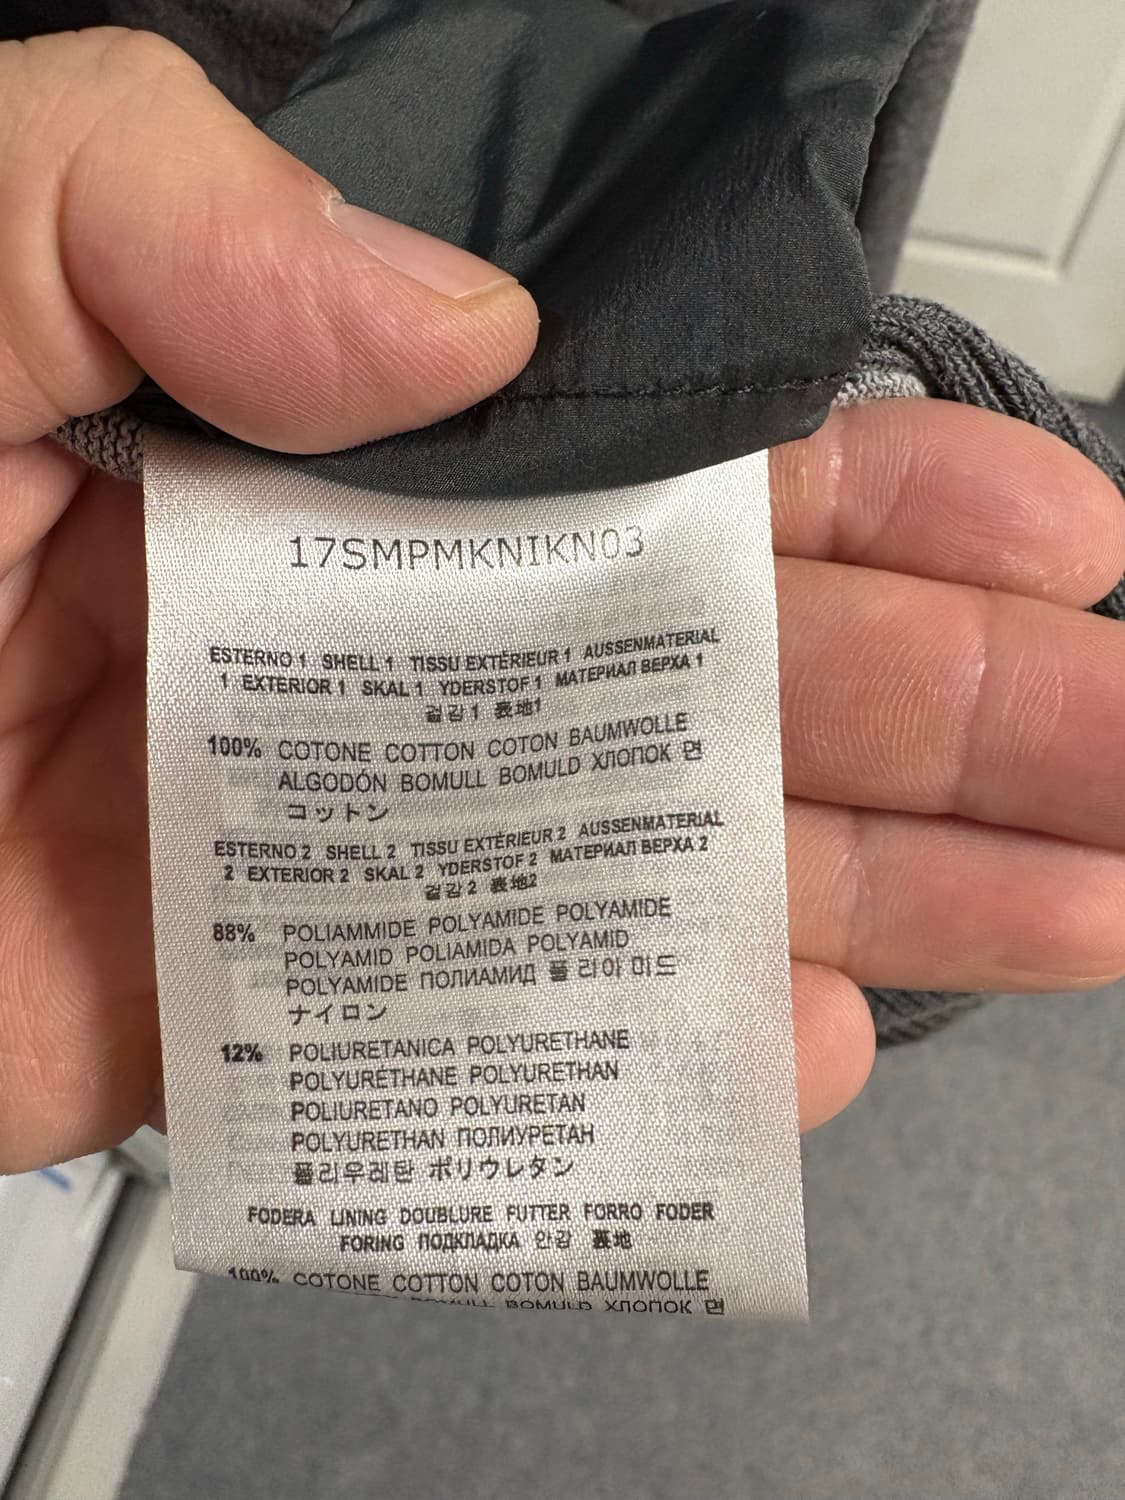 17SMPMKNIKN03
ESTERNO 1 SHELL 1 TISSU EXTÉRIEUR 1 AUSSENMATERIAL
1 EXTERIOR 1 SKAL 1 YDERSTOF 1 МАТЕРИАЛ ВЕРХА 1
겉감 1 表地1
100% COTONE COTTON COTON BAUMWOLLE
ALGODÓN BOMULL BOMULD ХЛОПОК 면
コットン
ESTERNO 2 SHELL 2 TISSU EXTÉRIEUR 2 AUSSENMATERIAL
2 EXTERIOR 2 SKAL 2 YDERSTOF 2 МАТЕРИАЛ ВЕРХА 2
겉감 2 表地2
88% POLIAMMIDE POLYAMIDE POLYAMIDE
POLYAMID POLIAMIDA POLYAMID
POLYAMIDE ПОЛИАМИД 폴리아미드
ナイロン
12% POLIURETANICA POLYURETHANE
POLYURÉTHANE POLYURETHAN
POLIURETANO POLYURETAN
POLYURETHAN ПОЛИУРЕТАН
폴리우레탄 ポリウレタン
FODERA LINING DOUBLURE FUTTER FORRO FODER
FORING ПОДКЛАДКА 안감 裏地
100% COTONE COTTON COTON BAUMWOLLE
BOMULL BOMULD ХЛОПОК 면